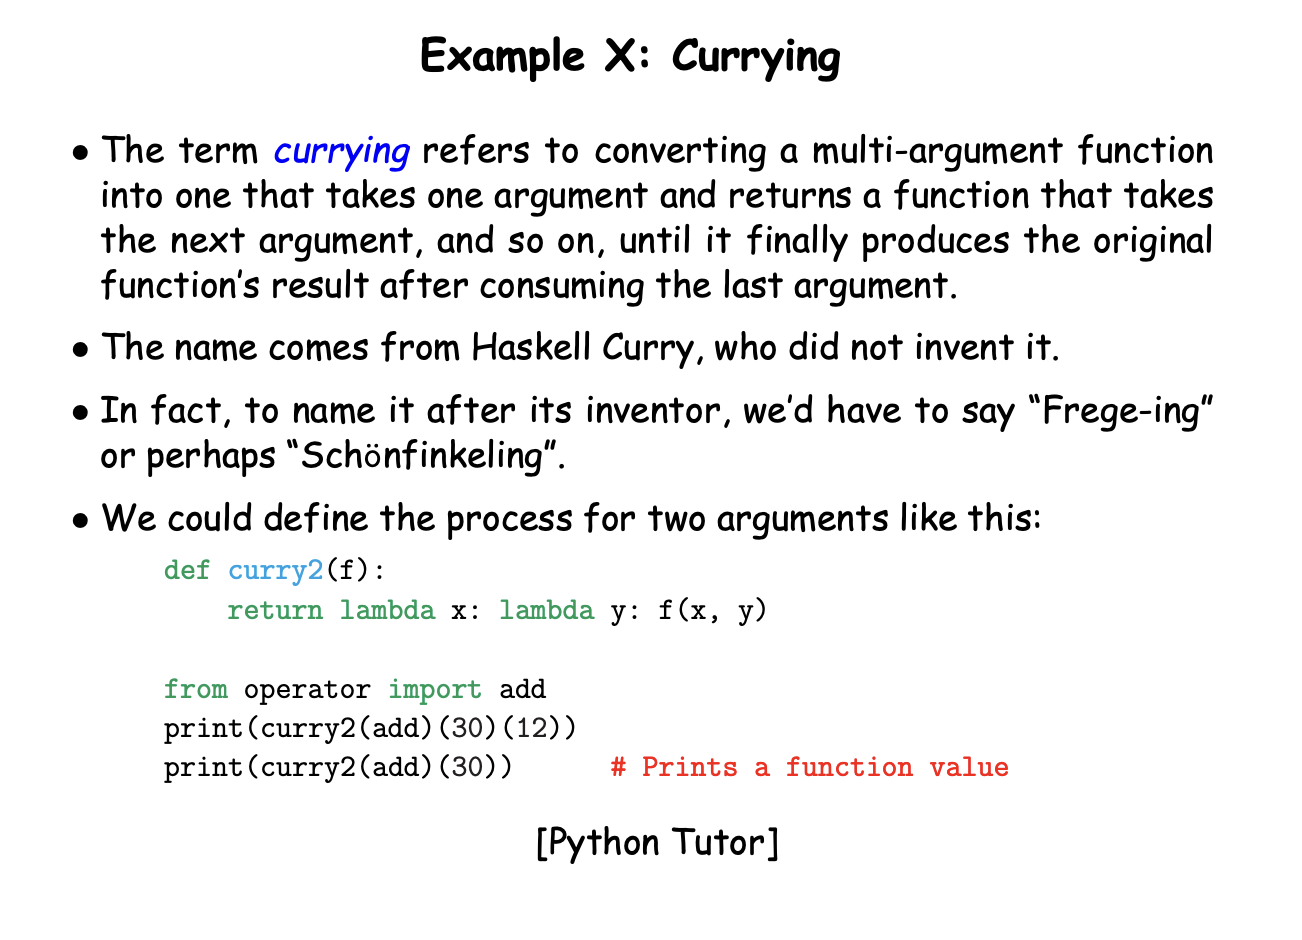 Example X: Currying
• The term currying refers to converting a multi-argument function
into one that takes one argument and returns a function that takes
the next argument, and so on, until it finally produces the original
function's result after consuming the last argument.
• The name comes from Haskell Curry, who did not invent it.
• In fact, to name it after its inventor, we'd have to say “Frege-ing”
or perhaps “Schönfinkeling”.
• We could define the process for two arguments like this:
def curry2(f):
    return lambda x: lambda y: f(x, y)
from operator import add
print(curry2(add)(30)(12))
print(curry2(add)(30))      # Prints a function value
[Python Tutor]